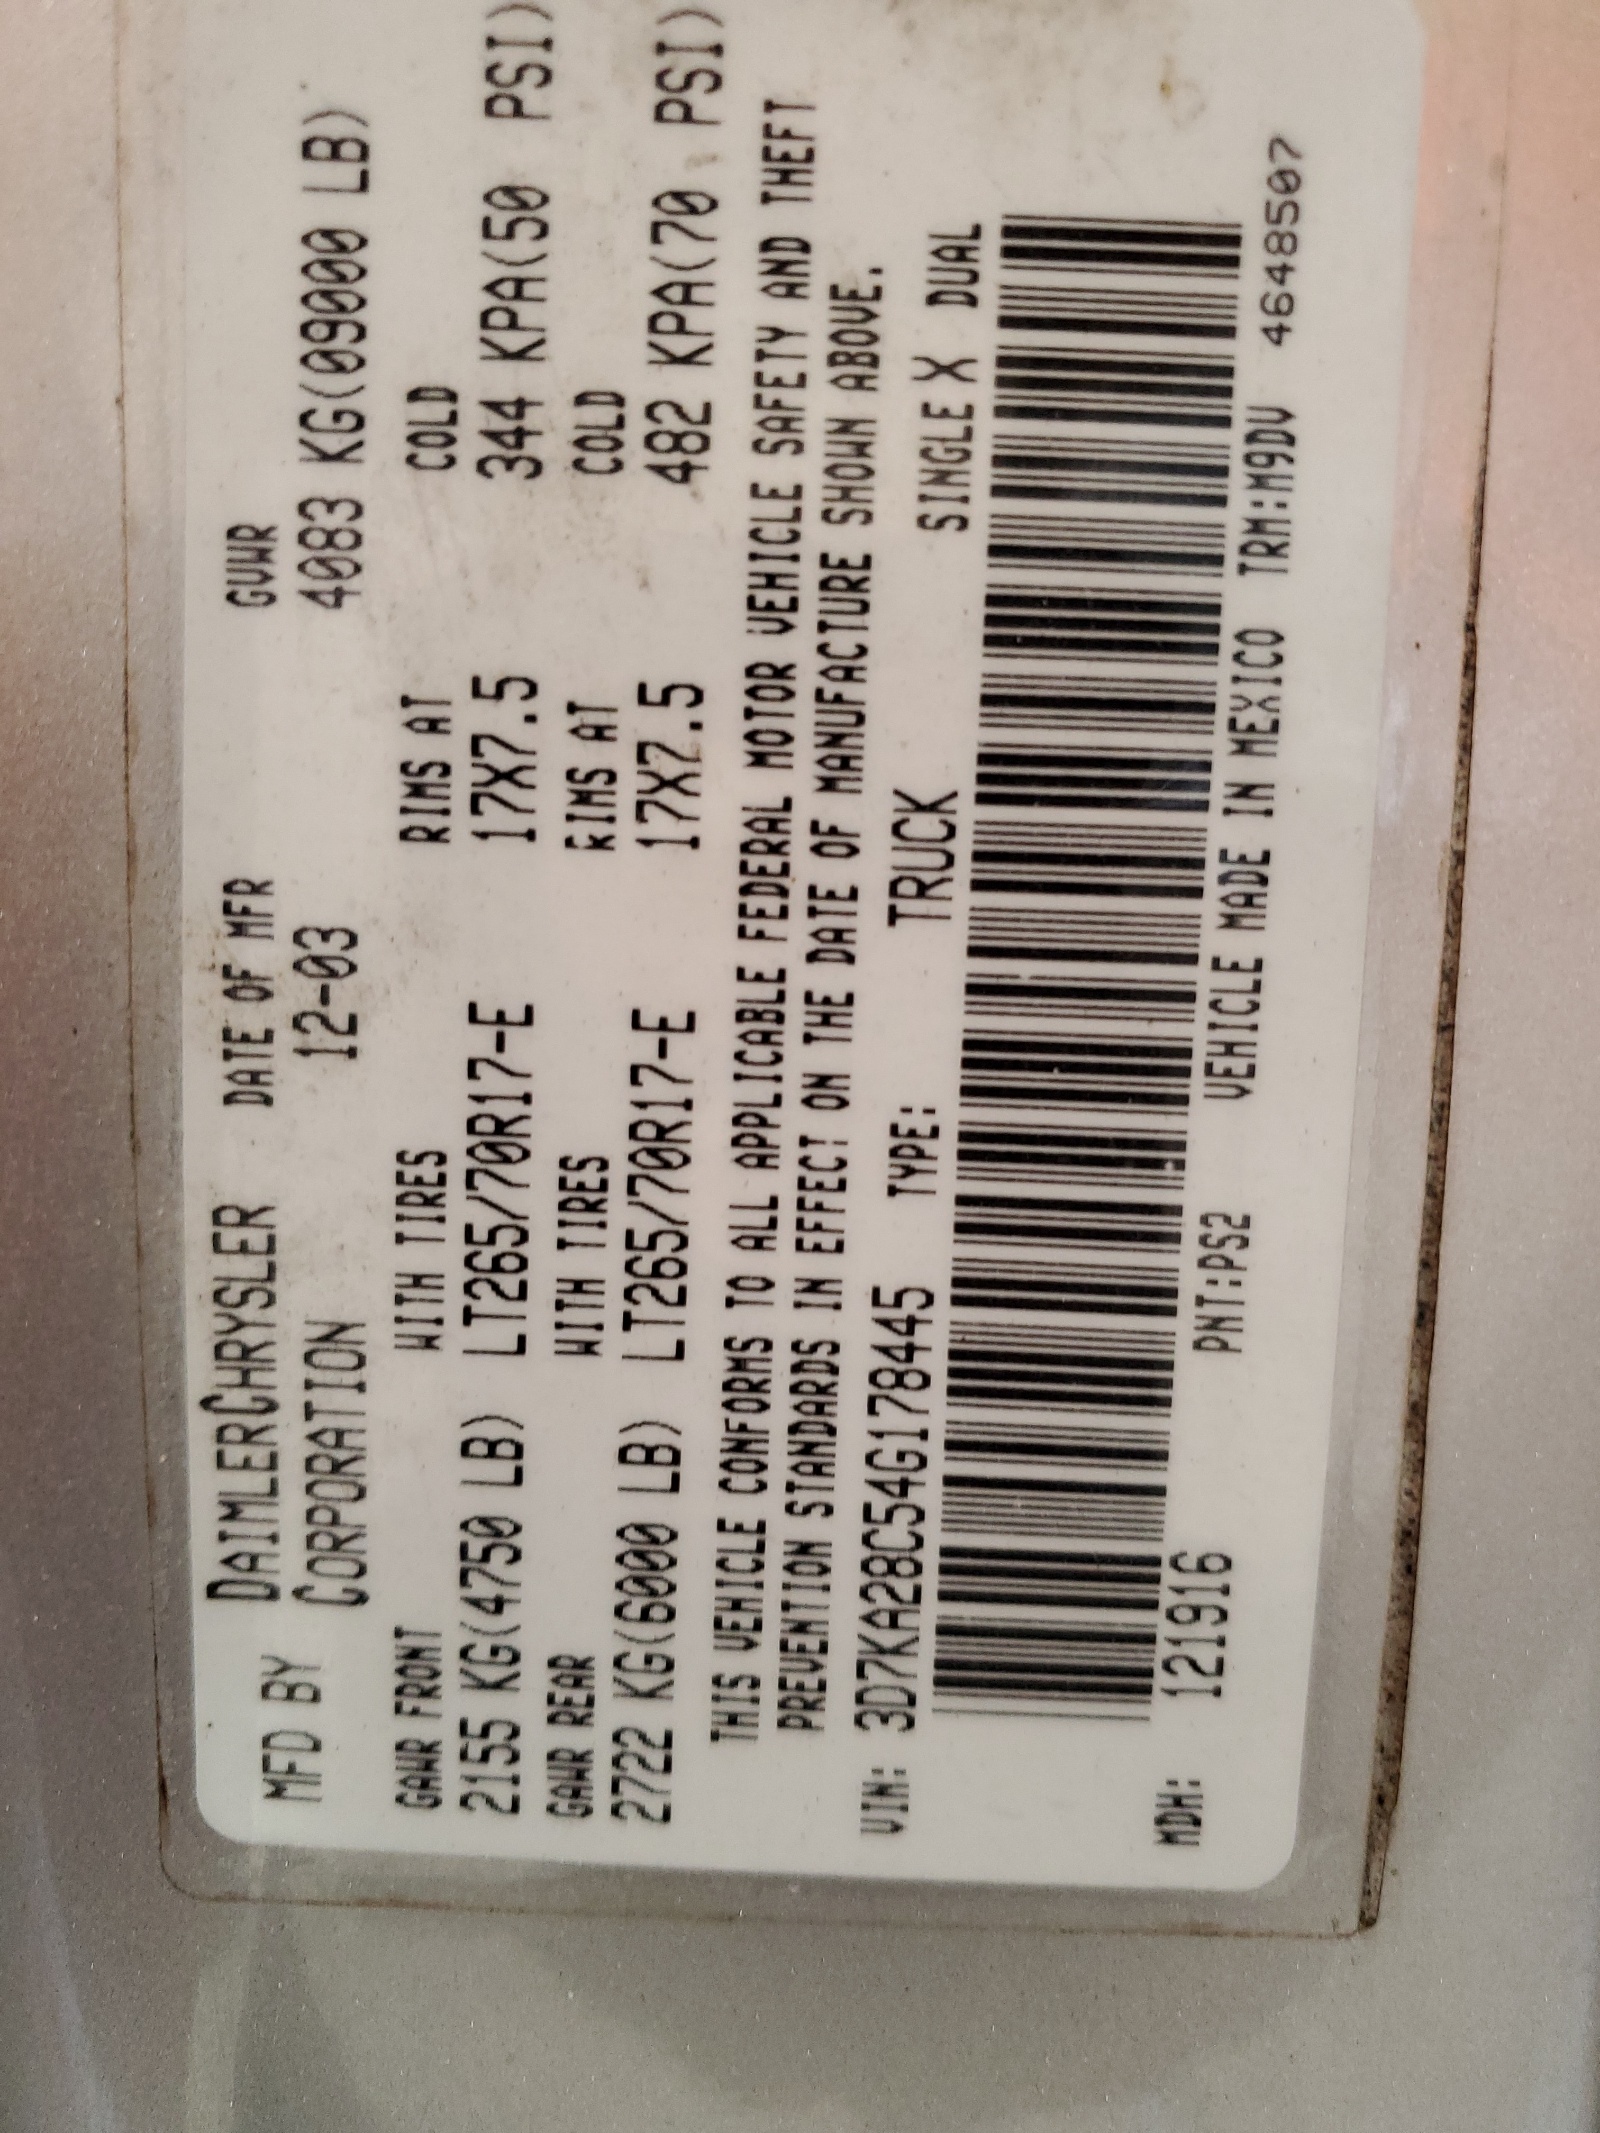 MFD BY DAIMLERCHRYSLER DATE OF MFR GVWR
CORPORATION 12-03 4083 KG(09000 LB)
GAWR FRONT WITH TIRES RIMS AT COLD
2155 KG(4750 LB) LT265/70R17-E 17X7.5 344 KPA(50 PSI)
GAWR REAR WITH TIRES RIMS AT COLD
2722 KG(6000 LB) LT265/70R17-E 17X7.5 482 KPA(70 PSI)
THIS VEHICLE CONFORMS TO ALL APPLICABLE FEDERAL MOTOR VEHICLE SAFETY AND THEFT
PREVENTION STANDARDS IN EFFECT ON THE DATE OF MANUFACTURE SHOWN ABOVE.
VIN: 3D7KA28C54G178445 TYPE: TRUCK SINGLE X DUAL
MDH: 121916 PNT:PS2 VEHICLE MADE IN MEXICO TRM:M9DV 4648507